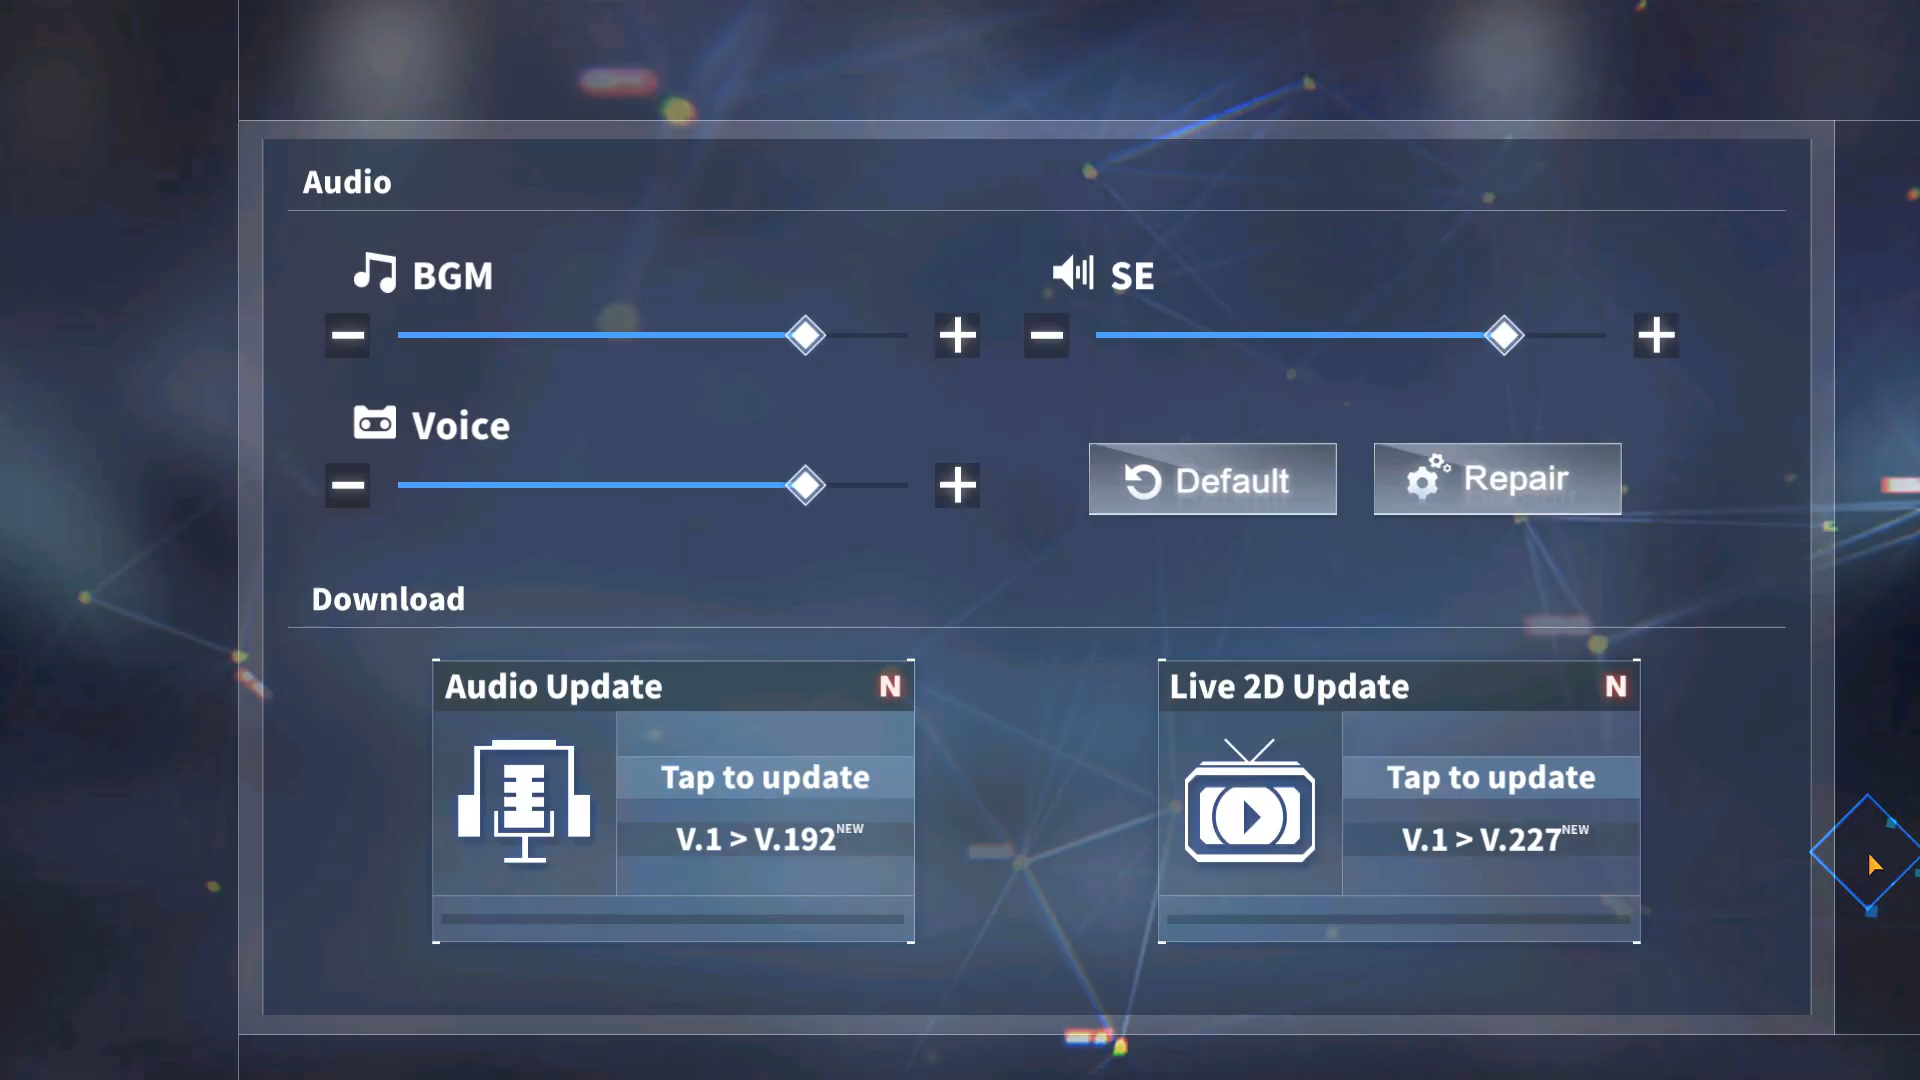 Audio
BGM
SE
Voice
Default
Repair
Download
Audio Update N
Tap to update
V.1 > V.192 NEW
Live 2D Update N
Tap to update
V.1 > V.227 NEW